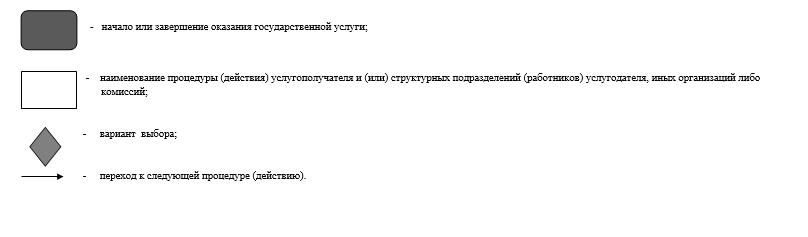 - начало или завершение оказания государственной услуги;
- наименование процедуры (действия) услугополучателя и (или) структурных подразделений (работников) услугодателя, иных организаций либо
комиссий;
- вариант выбора;
- переход к следующей процедуре (действию).